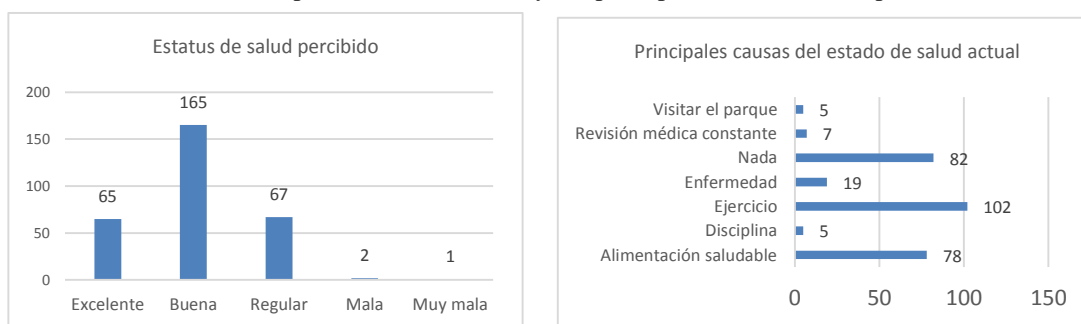 Estatus de salud percibido
200
150
100
50
0
65
165
67
2
1
Excelente Buena Regular Mala Muy mala
Principales causas del estado de salud actual
Visitar el parque 5
Revisión médica constante 7
Nada 82
Enfermedad 19
Ejercicio 102
Disciplina 5
Alimentación saludable 78
0 50 100 150